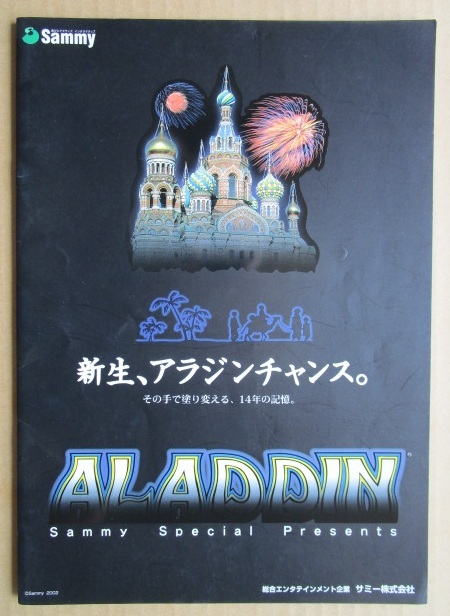 Sammy
新生、アラジンチャンス。
その手で塗り変える、14年の記憶。
ALADDIN
Sammy Special Presents
©Sammy 2003
総合エンタテインメント企業 サミー株式会社